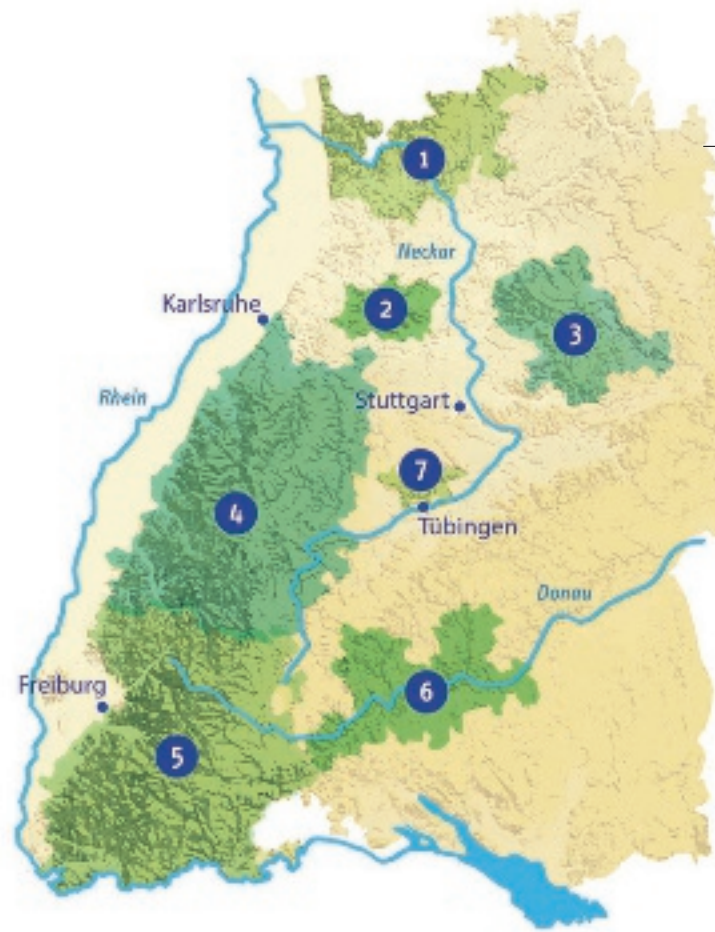 1
Neckar
2
Karlsruhe
3
Rhein
Stuttgart
7
4
Tübingen
Donau
6
Freiburg
5